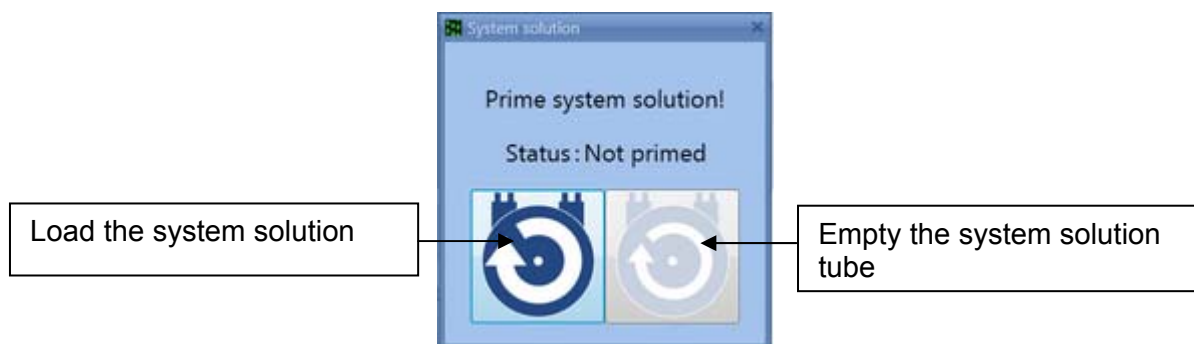 System solution
Prime system solution!
Status : Not primed
Load the system solution
Empty the system solution
tube